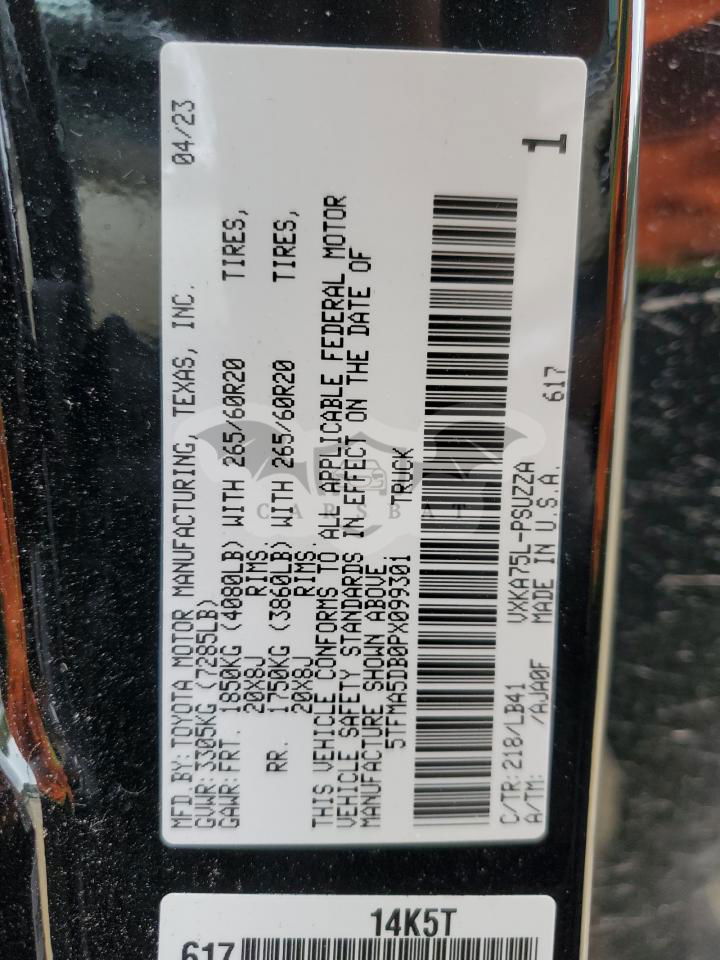 04/23
MFD.BY:TOYOTA MOTOR MANUFACTURING, TEXAS, INC.
GVWR:3305KG(7285LB)
GAWR:FRT. 1850KG (4080LB) WITH 265/60R20 TIRES,
20X8J RIMS.
RR. 1750KG (3860LB) WITH 265/60R20 TIRES,
20X8J RIMS.
THIS VEHICLE CONFORMS TO ALL APPLICABLE FEDERAL MOTOR
VEHICLE SAFETY STANDARDS IN EFFECT ON THE DATE OF
MANUFACTURE SHOWN ABOVE.
5TFMA5DB0PX099301 TRUCK
1
C/TR:218/LB41 VXKA75L-PSUZZA 617
A/TM: /AJA0F MADE IN U.S.A.
CARSBAT
14K5T
617